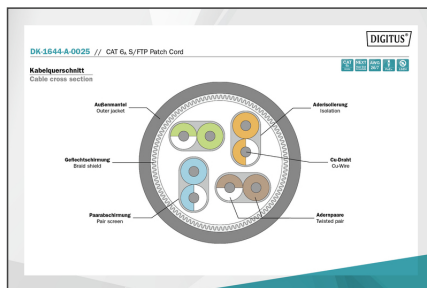 DIGITUS®
DK-1644-A-0025 // CAT 6A S/FTP Patch Cord
Kabelquerschnitt
Cable cross section
Außenmantel
Outer jacket
Aderisolierung
Isolation
Geflechtschirmung
Braid shield
Cu-Draht
Cu-Wire
Paarabschirmung
Pair screen
Adernpaare
Twisted pair